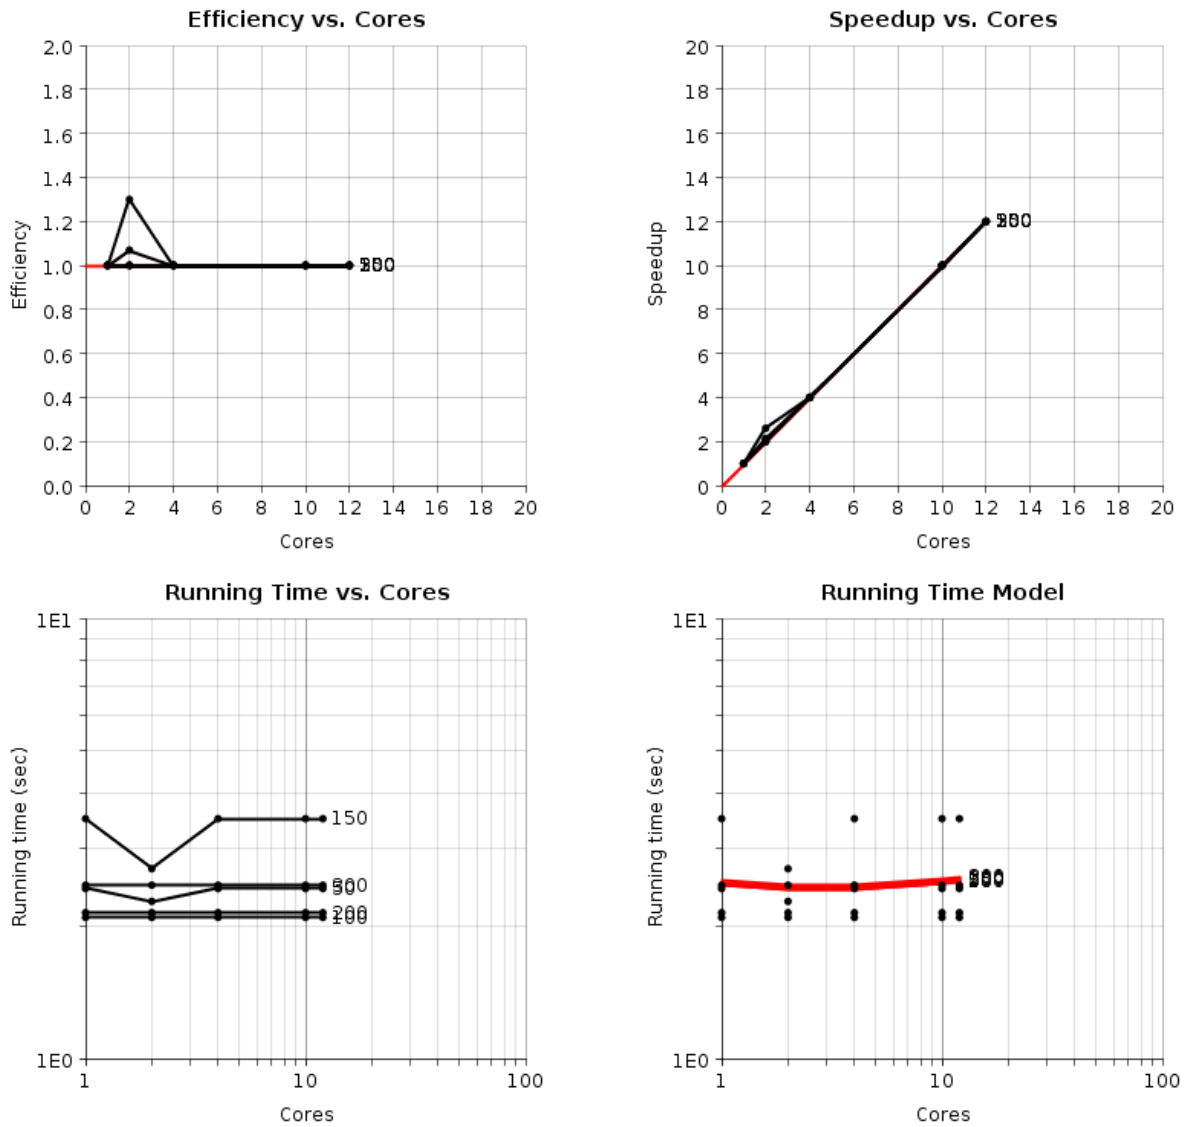 Efficiency vs. Cores
2.0
1.8
1.6
1.4
1.2
1.0
0.8
0.6
0.4
0.2
0.0
Efficiency
0 2 4 6 8 10 12 14 16 18 20
Cores
Speedup vs. Cores
20
18
16
14
12
10
8
6
4
2
0
Speedup
0 2 4 6 8 10 12 14 16 18 20
Cores
Running Time vs. Cores
1E1
1E0
Running time (sec)
150
50
200
100
1 10 100
Cores
Running Time Model
1E1
1E0
Running time (sec)
1 10 100
Cores